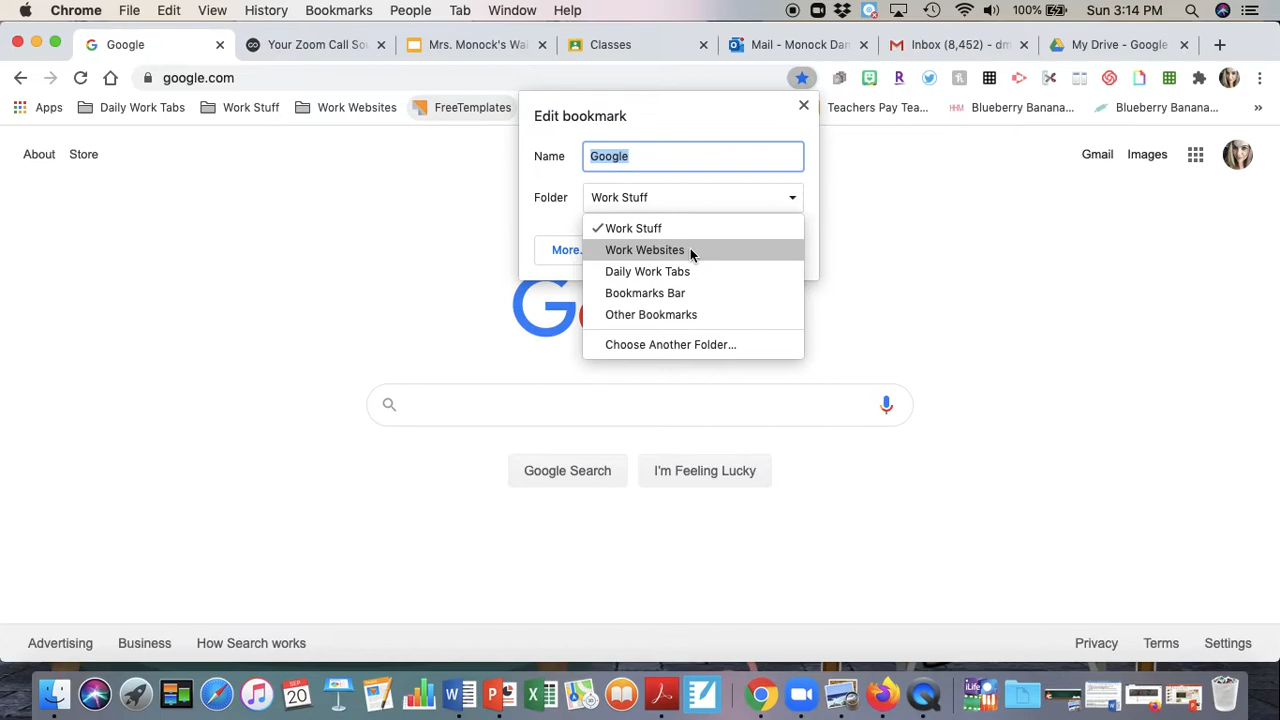 Chrome File Edit View History Bookmarks People Tab Window Help 100% Sun 3:14 PM
Google Your Zoom Call So Mrs. Monock's W Classes Mail - Monock Dan Inbox (8,452) - dm My Drive - Google
google.com
Apps Daily Work Tabs Work Stuff Work Websites FreeTemplates Teachers Pay Tea... Blueberry Banana... Blueberry Banana...
Edit bookmark
About Store Gmail Images
Name Google
Folder Work Stuff
Work Stuff
Work Websites
More.
Daily Work Tabs
Bookmarks Bar
Other Bookmarks
Choose Another Folder...
Google Search I'm Feeling Lucky
Advertising Business How Search works Privacy Terms Settings
SEP
20